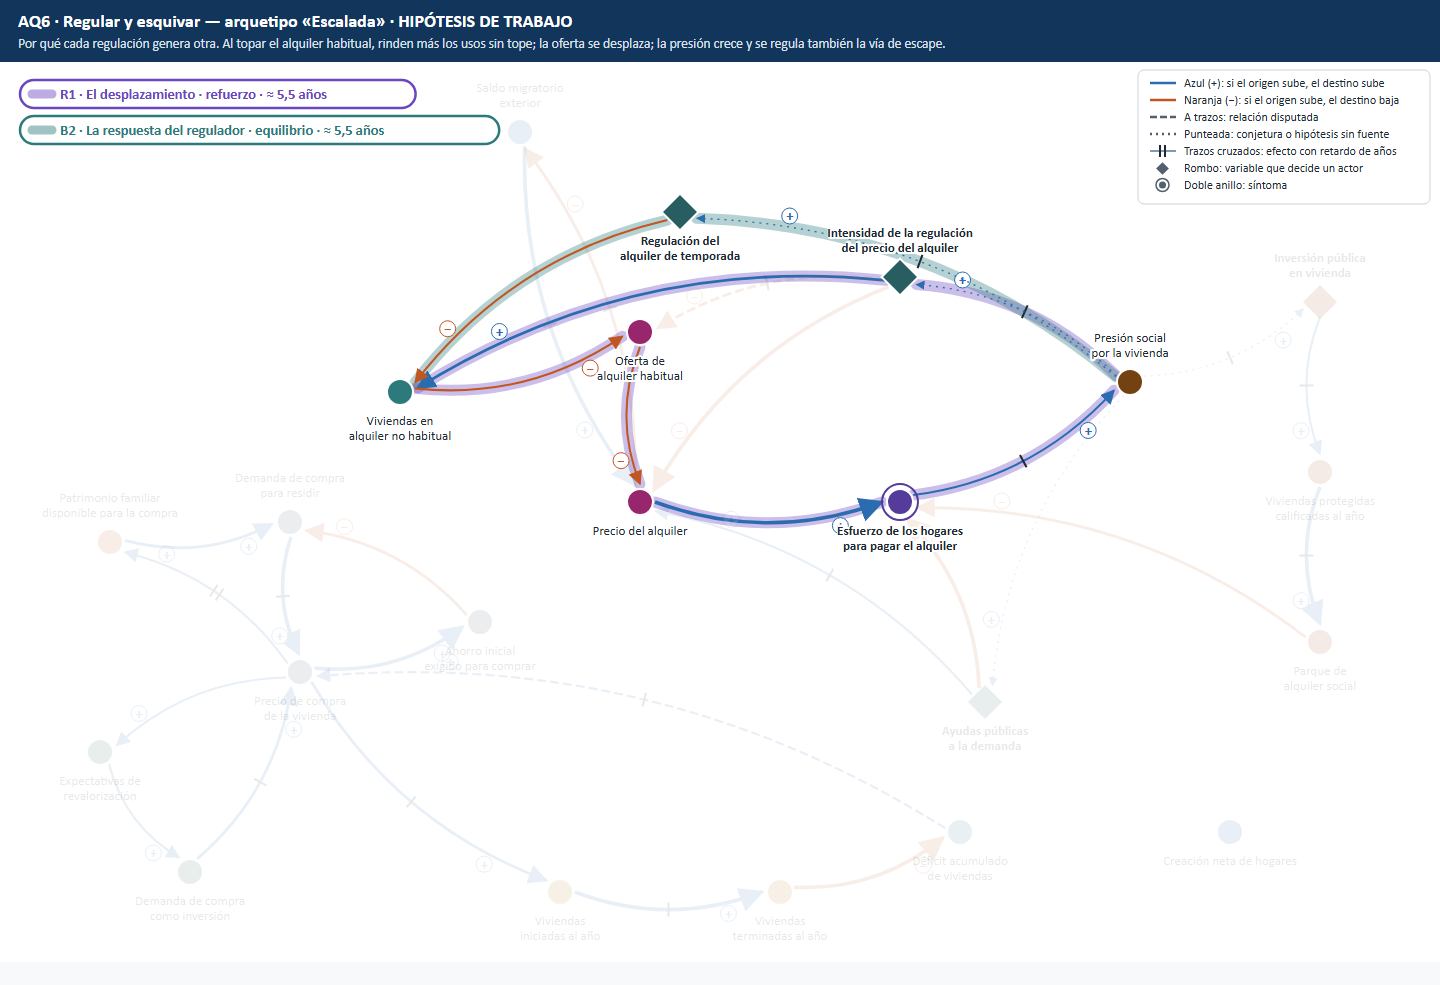 AQ6 · Regular y esquivar — arquetipo «Escalada» · HIPÓTESIS DE TRABAJO
Por qué cada regulación genera otra. Al topar el alquiler habitual, rinden más los usos sin tope; la oferta se desplaza; la presión crece y se regula también la vía de escape.
R1 · El desplazamiento · refuerzo · ≈ 5,5 años
B2 · La respuesta del regulador · equilibrio · ≈ 5,5 años
Azul (+): si el origen sube, el destino sube
Naranja (−): si el origen sube, el destino baja
A trazos: relación disputada
Punteada: conjetura o hipótesis sin fuente
Trazos cruzados: efecto con retardo de años
Rombo: variable que decide un actor
Doble anillo: síntoma
Saldo migratorio
exterior
Regulación del
alquiler de temporada
Intensidad de la regulación
del precio del alquiler
Inversión pública
en vivienda
Presión social
por la vivienda
Oferta de
alquiler habitual
Viviendas en
alquiler no habitual
Demanda de compra
para residir
Patrimonio familiar
disponible para la compra
Precio del alquiler
Esfuerzo de los hogares
para pagar el alquiler
Viviendas protegidas
calificadas al año
Ahorro inicial
exigido para comprar
Parque de
alquiler social
Precio de compra
de la vivienda
Ayudas públicas
a la demanda
Expectativas de
revalorización
Déficit acumulado
de viviendas
Creación neta de hogares
Demanda de compra
como inversión
Viviendas
iniciadas al año
Viviendas
terminadas al año